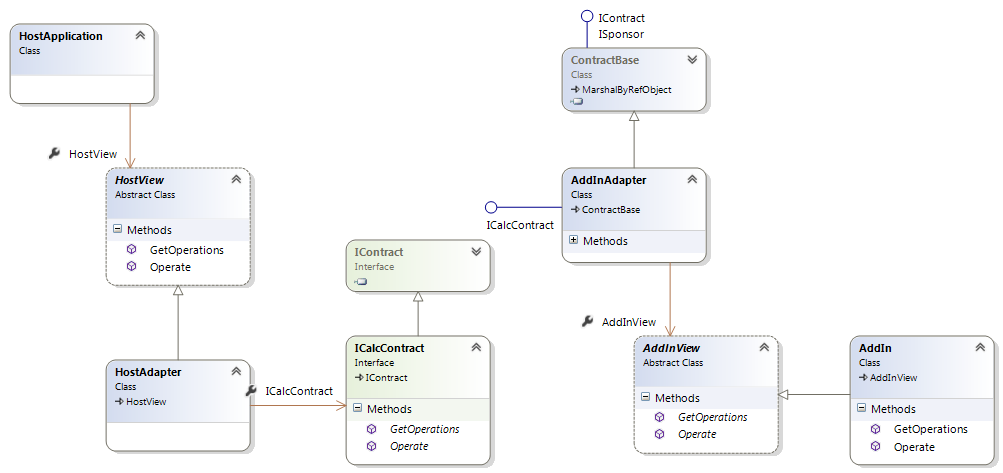 HostApplication
Class
HostView
HostView
Abstract Class
Methods
GetOperations
Operate
HostAdapter
Class
HostView
ICalcContract
IContract
Interface
ICalcContract
Interface
IContract
Methods
GetOperations
Operate
IContract
ISponsor
ContractBase
Class
MarshalByRefObject
AddInAdapter
Class
ContractBase
Methods
ICalcContract
AddInView
AddInView
Abstract Class
Methods
GetOperations
Operate
AddIn
Class
AddInView
Methods
GetOperations
Operate